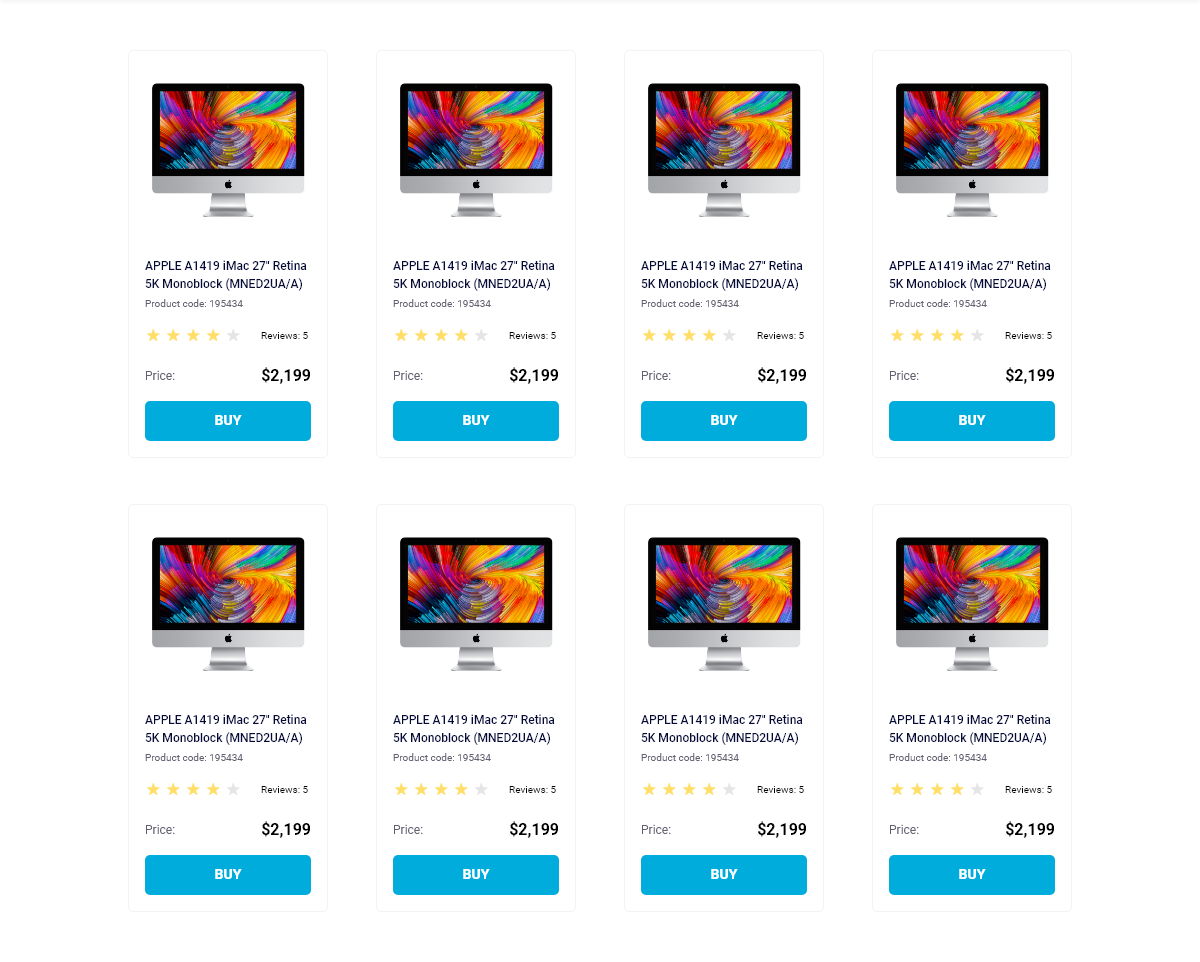 APPLE A1419 iMac 27" Retina
5K Monoblock (MNED2UA/A)
Product code: 195434
Reviews: 5
Price: $2,199
BUY
APPLE A1419 iMac 27" Retina
5K Monoblock (MNED2UA/A)
Product code: 195434
Reviews: 5
Price: $2,199
BUY
APPLE A1419 iMac 27" Retina
5K Monoblock (MNED2UA/A)
Product code: 195434
Reviews: 5
Price: $2,199
BUY
APPLE A1419 iMac 27" Retina
5K Monoblock (MNED2UA/A)
Product code: 195434
Reviews: 5
Price: $2,199
BUY
APPLE A1419 iMac 27" Retina
5K Monoblock (MNED2UA/A)
Product code: 195434
Reviews: 5
Price: $2,199
BUY
APPLE A1419 iMac 27" Retina
5K Monoblock (MNED2UA/A)
Product code: 195434
Reviews: 5
Price: $2,199
BUY
APPLE A1419 iMac 27" Retina
5K Monoblock (MNED2UA/A)
Product code: 195434
Reviews: 5
Price: $2,199
BUY
APPLE A1419 iMac 27" Retina
5K Monoblock (MNED2UA/A)
Product code: 195434
Reviews: 5
Price: $2,199
BUY